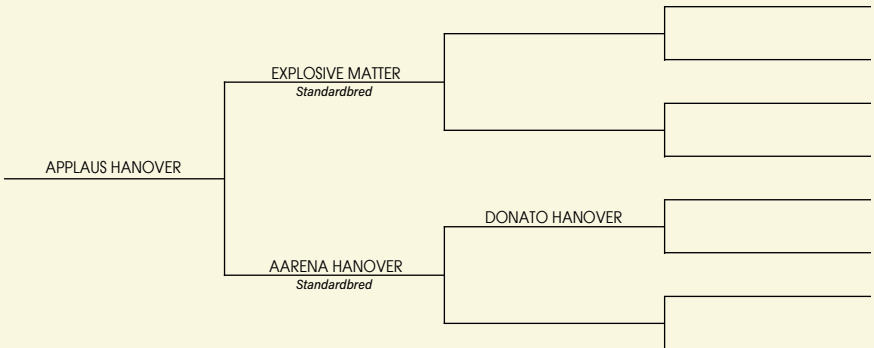 EXPLOSIVE MATTER
Standardbred
APPLAUS HANOVER
DONATO HANOVER
AARENA HANOVER
Standardbred